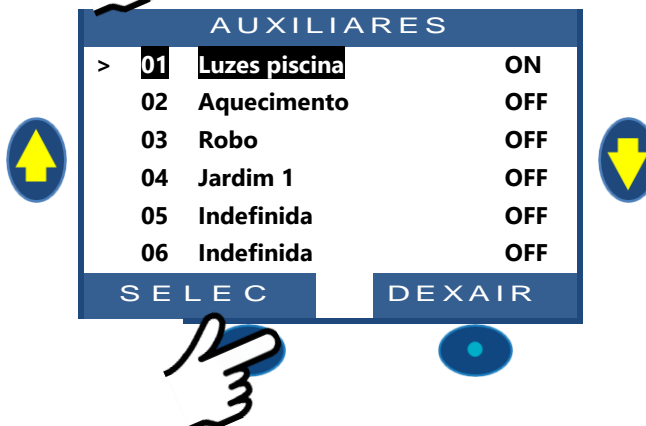 AUXILIARES
> 01 Luzes piscina ON
02 Aquecimento OFF
03 Robo OFF
04 Jardim 1 OFF
05 Indefinida OFF
06 Indefinida OFF
SELEC DEXAIR